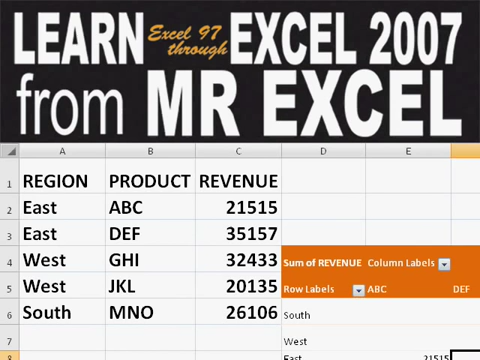 LEARN Excel 97 through EXCEL 2007
from MR EXCEL
A B C D E
1 REGION PRODUCT REVENUE
2 East ABC 21515
3 East DEF 35157
4 West GHI 32433 Sum of REVENUE Column Labels
5 West JKL 20135 Row Labels ABC DEF
6 South MNO 26106 South
7 West
8 East 21515